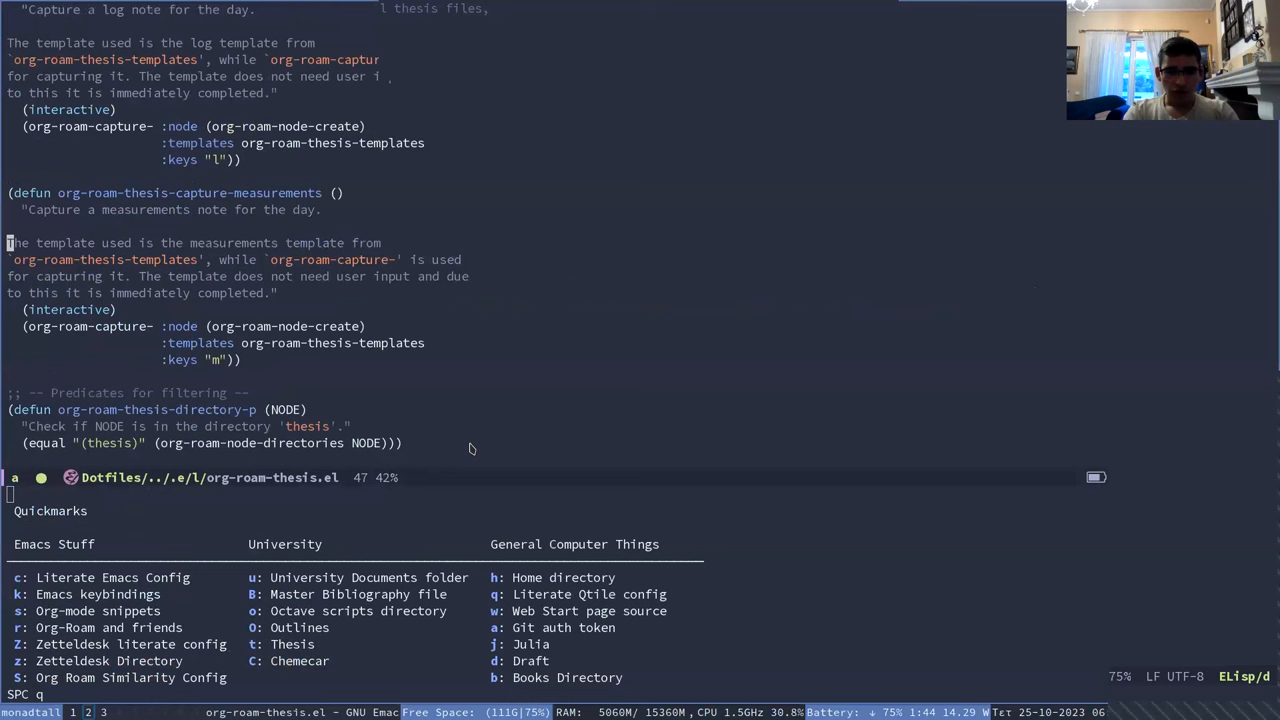 "Capture a log note for the day.
l thesis files,
The template used is the log template from
`org-roam-thesis-templates', while `org-roam-captur
for capturing it. The template does not need user i ,
to this it is immediately completed."
(interactive)
(org-roam-capture- :node (org-roam-node-create)
:templates org-roam-thesis-templates
:keys "l"))
(defun org-roam-thesis-capture-measurements ()
"Capture a measurements note for the day.
The template used is the measurements template from
`org-roam-thesis-templates', while `org-roam-capture-' is used
for capturing it. The template does not need user input and due
to this it is immediately completed."
(interactive)
(org-roam-capture- :node (org-roam-node-create)
:templates org-roam-thesis-templates
:keys "m"))
;; -- Predicates for filtering --
(defun org-roam-thesis-directory-p (NODE)
"Check if NODE is in the directory 'thesis'."
(equal "(thesis)" (org-roam-node-directories NODE)))
a Dotfiles/../.e/l/org-roam-thesis.el 47 42%
Quickmarks
Emacs Stuff University General Computer Things
c: Literate Emacs Config u: University Documents folder h: Home directory
k: Emacs keybindings B: Master Bibliography file q: Literate Qtile config
s: Org-mode snippets o: Octave scripts directory w: Web Start page source
r: Org-Roam and friends O: Outlines a: Git auth token
Z: Zetteldesk literate config t: Thesis j: Julia
z: Zetteldesk Directory C: Chemecar d: Draft
S: Org Roam Similarity Config b: Books Directory
75% LF UTF-8 ELisp/d
SPC q
monadtall 1 2 3 org-roam-thesis.el - GNU Emac Free Space: (111G|75%) RAM: 5060M/ 15360M, CPU 1.5GHz 30.8% Battery: ↓ 75% 1:44 14.29 W Τετ 25-10-2023 06